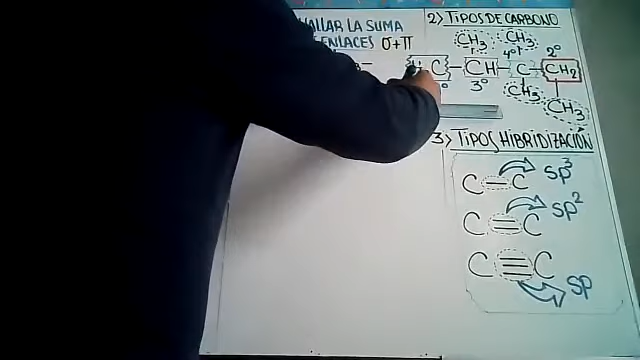 HALLAR LA SUMA
ENLACES σ+π
2> TIPOS DE CARBONO
CH3 CH3
4° 2°
C - CH - C - CH2
3°
CH3
CH3
3> TIPOS HIBRIDIZACIÓN
C - C sp3
C = C sp2
C ≡ C sp